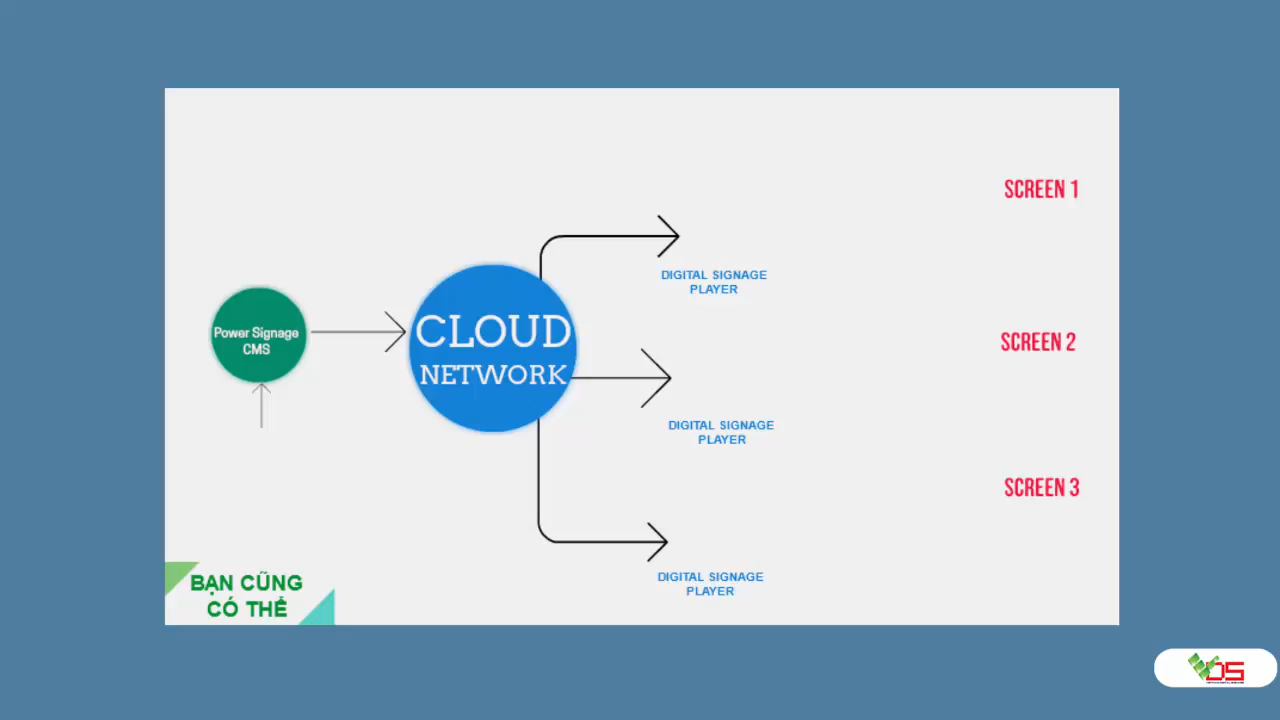 SCREEN 1
DIGITAL SIGNAGE
PLAYER
Power Signage
CMS
CLOUD
NETWORK
SCREEN 2
DIGITAL SIGNAGE
PLAYER
SCREEN 3
DIGITAL SIGNAGE
PLAYER
BẠN CŨNG
CÓ THỂ
VDS